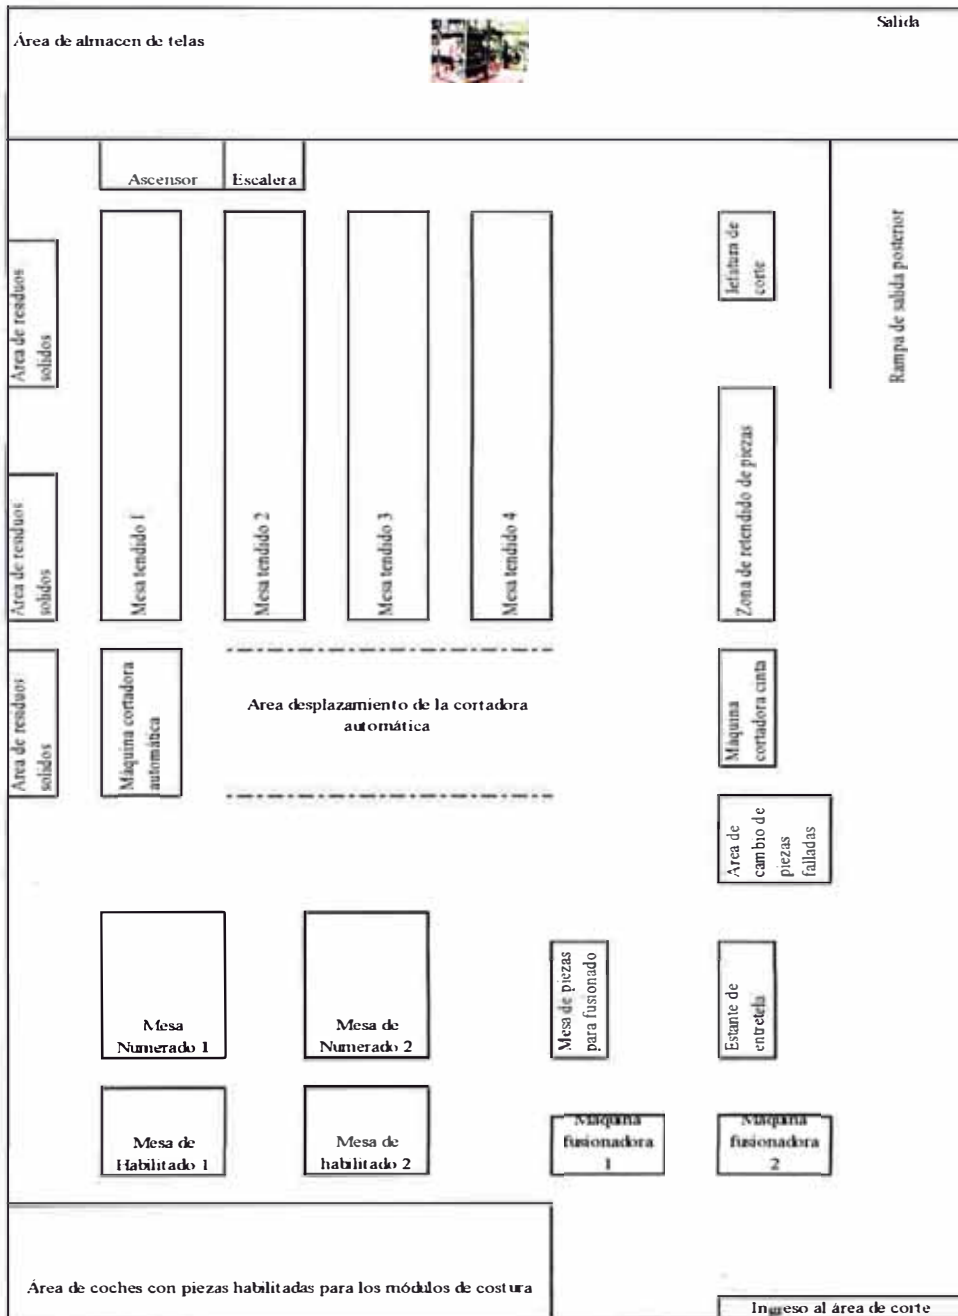 Salida
Área de almacen de telas
Ascensor
Escalera
Area de residuos
solidos
Mesa tendido 1
Mesa tendido 2
Mesa tendido 3
Mesa tendido 4
Jefatura de
corte
Rampa de salida posterior
Area de residuos
solidos
Zona de retendido de piezas
Area de residuos
solidos
Máquina cortadora
automática
Area desplazamiento de la cortadora
automática
Máquina
cortadora cinta
Area de
cambio de
piezas
falladas
Mesa
Numerado 1
Mesa de
Numerado 2
Mesa de piezas
para fusionado
Estante de
entretela
Mesa de
Habilitado 1
Mesa de
habilitado 2
Máquina
fusionadora
1
Máquina
fusionadora
2
Área de coches con piezas habilitadas para los módulos de costura
Ingreso al área de corte